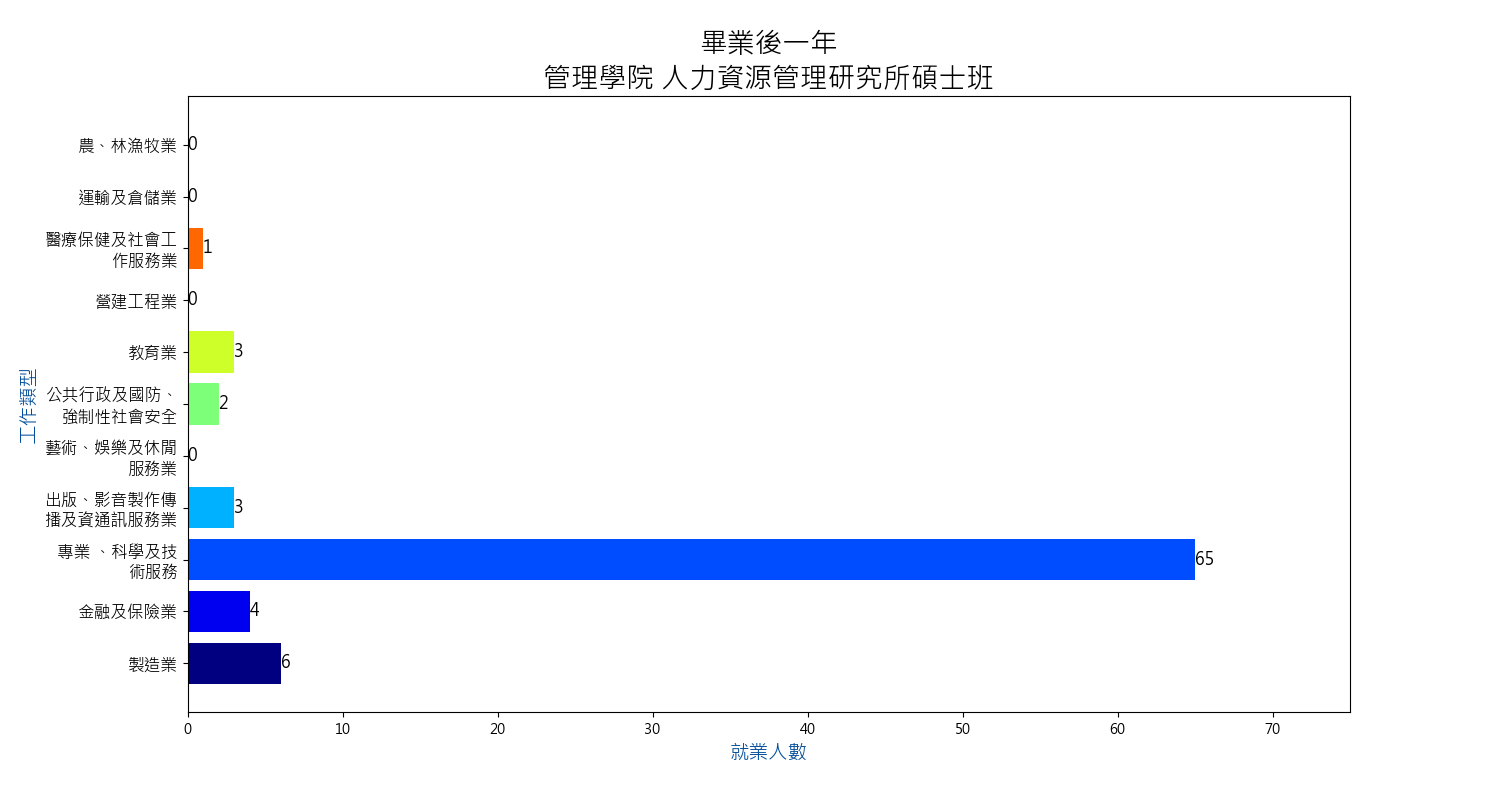 畢業後一年
管理學院 人力資源管理研究所碩士班
農、林漁牧業
0
運輸及倉儲業
0
醫療保健及社會工
作服務業
1
營建工程業
0
教育業
3
公共行政及國防、
強制性社會安全
2
藝術、娛樂及休閒
服務業
0
出版、影音製作傳
播及資通訊服務業
3
專業 、科學及技
術服務
65
金融及保險業
4
製造業
6
工作類型
0 10 20 30 40 50 60 70
就業人數